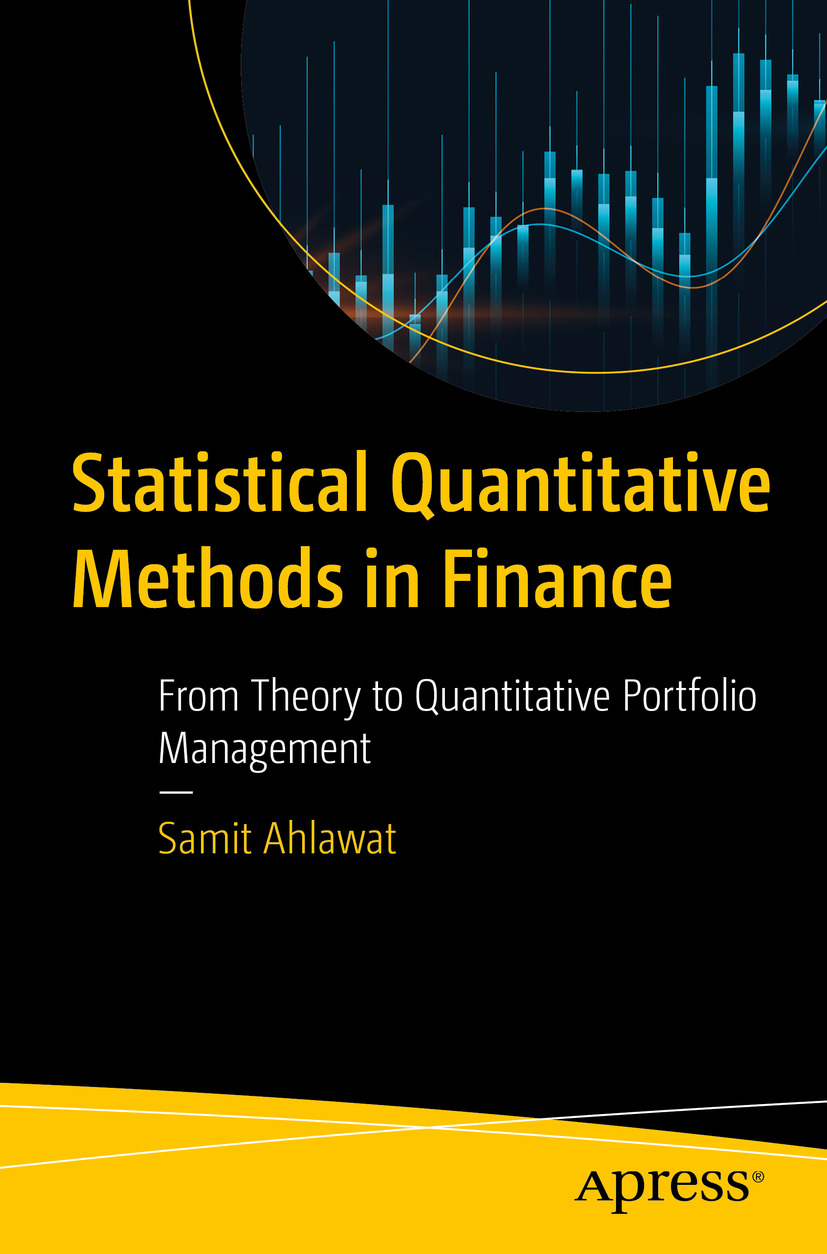 Statistical Quantitative
Methods in Finance
From Theory to Quantitative Portfolio
Management
—
Samit Ahlawat
Apress®